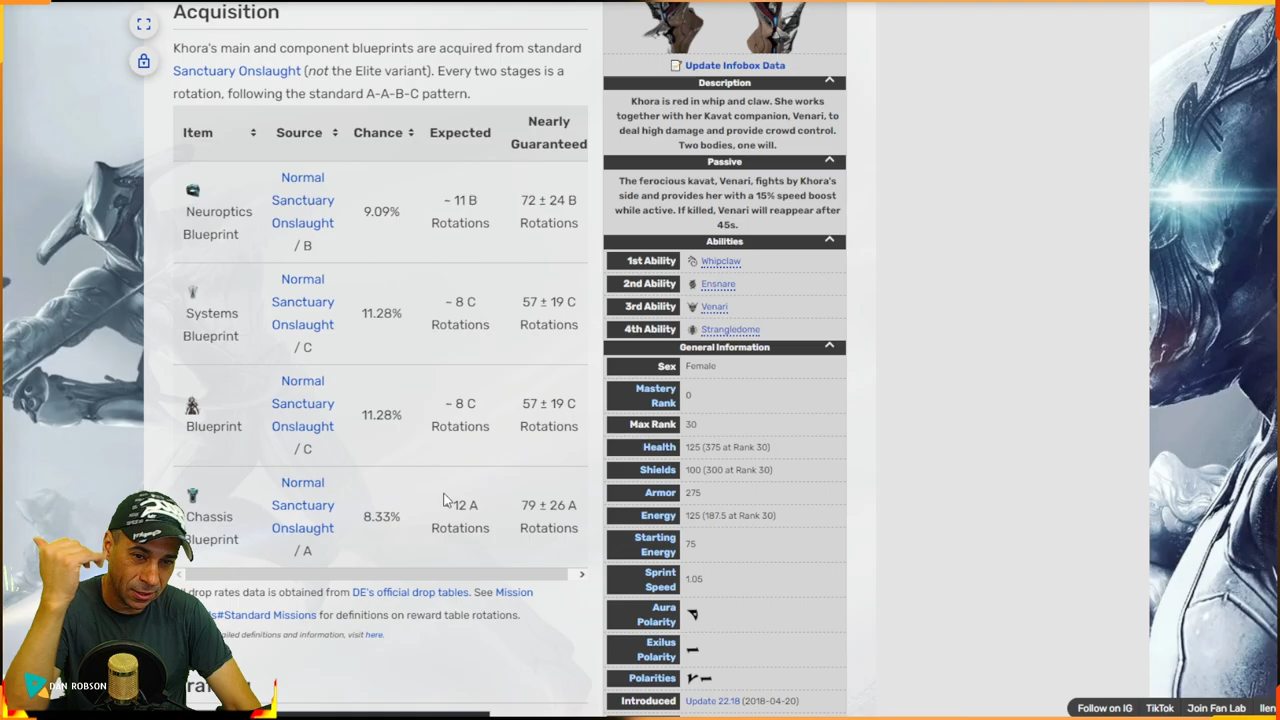 Acquisition
Khora's main and component blueprints are acquired from standard
Sanctuary Onslaught (not the Elite variant). Every two stages is a
rotation, following the standard A-A-B-C pattern.
Item Source Chance Expected Nearly Guaranteed
Neuroptics Blueprint
Normal Sanctuary Onslaught / B
9.09%
~ 11 B Rotations
72 ± 24 B Rotations
Systems Blueprint
Normal Sanctuary Onslaught / C
11.28%
~ 8 C Rotations
57 ± 19 C Rotations
Blueprint
Normal Sanctuary Onslaught / C
11.28%
~ 8 C Rotations
57 ± 19 C Rotations
Chassis Blueprint
Normal Sanctuary Onslaught / A
8.33%
12 A Rotations
79 ± 26 A Rotations
drop rates data is obtained from DE's official drop tables. See Mission
#Standard Missions for definitions on reward table rotations.
definitions and information, visit here.
Update Infobox Data
Description
Khora is red in whip and claw. She works
together with her Kavat companion, Venari, to
deal high damage and provide crowd control.
Two bodies, one will.
Passive
The ferocious kavat, Venari, fights by Khora's
side and provides her with a 15% speed boost
while active. If killed, Venari will reappear after
45s.
Abilities
1st Ability Whipclaw
2nd Ability Ensnare
3rd Ability Venari
4th Ability Strangledome
General Information
Sex Female
Mastery Rank 0
Max Rank 30
Health 125 (375 at Rank 30)
Shields 100 (300 at Rank 30)
Armor 275
Energy 125 (187.5 at Rank 30)
Starting Energy 75
Sprint Speed 1.05
Aura Polarity
Exilus Polarity
Polarities
Introduced Update 22.18 (2018-04-20)
DAN ROBSON
Follow on IG TikTok Join Fan Lab